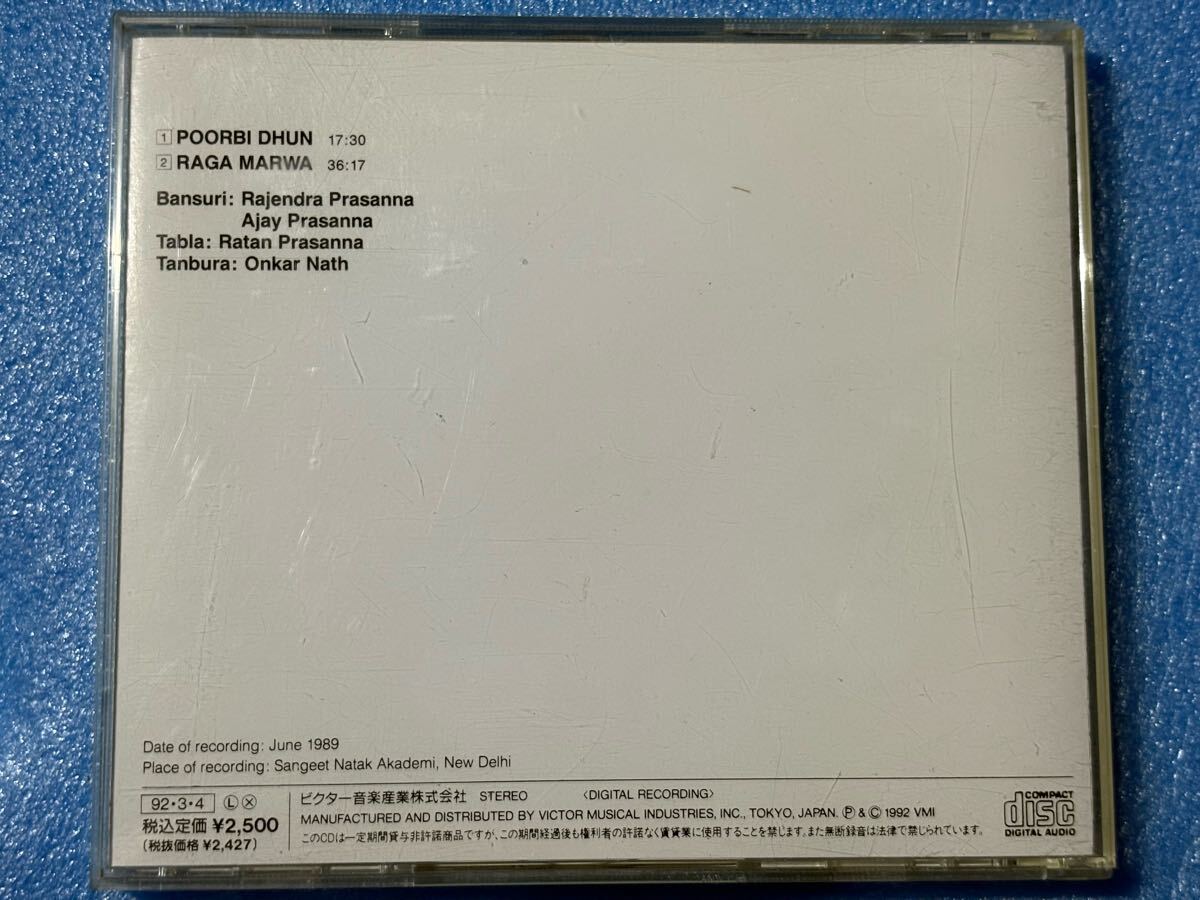 1 POORBI DHUN 17:30
2 RAGA MARWA 36:17
Bansuri: Rajendra Prasanna
Ajay Prasanna
Tabla: Ratan Prasanna
Tanbura: Onkar Nath
Date of recording: June 1989
Place of recording: Sangeet Natak Akademi, New Delhi
92・3・4 Ⓛ Ⓧ
税込定価 ¥2,500
(税抜価格 ¥2,427)
ビクター音楽産業株式会社 STEREO 〈DIGITAL RECORDING〉
MANUFACTURED AND DISTRIBUTED BY VICTOR MUSICAL INDUSTRIES, INC., TOKYO, JAPAN. Ⓟ & Ⓒ 1992 VMI
このCDは一定期間貸与非許諾商品ですが、この期間経過後も権利者の許諾なく賃貸業に使用することを禁じます。また無断録音は法律で禁じられています。
COMPACT
disc
DIGITAL AUDIO